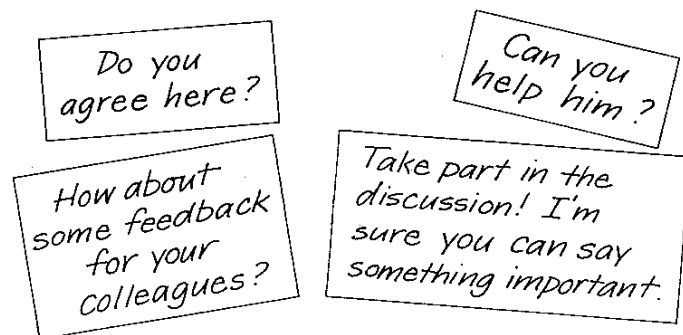 Do you
agree here?
Can you
help him?
How about
some feedback
for your
colleagues?
Take part in the
discussion! I'm
sure you can say
something important.